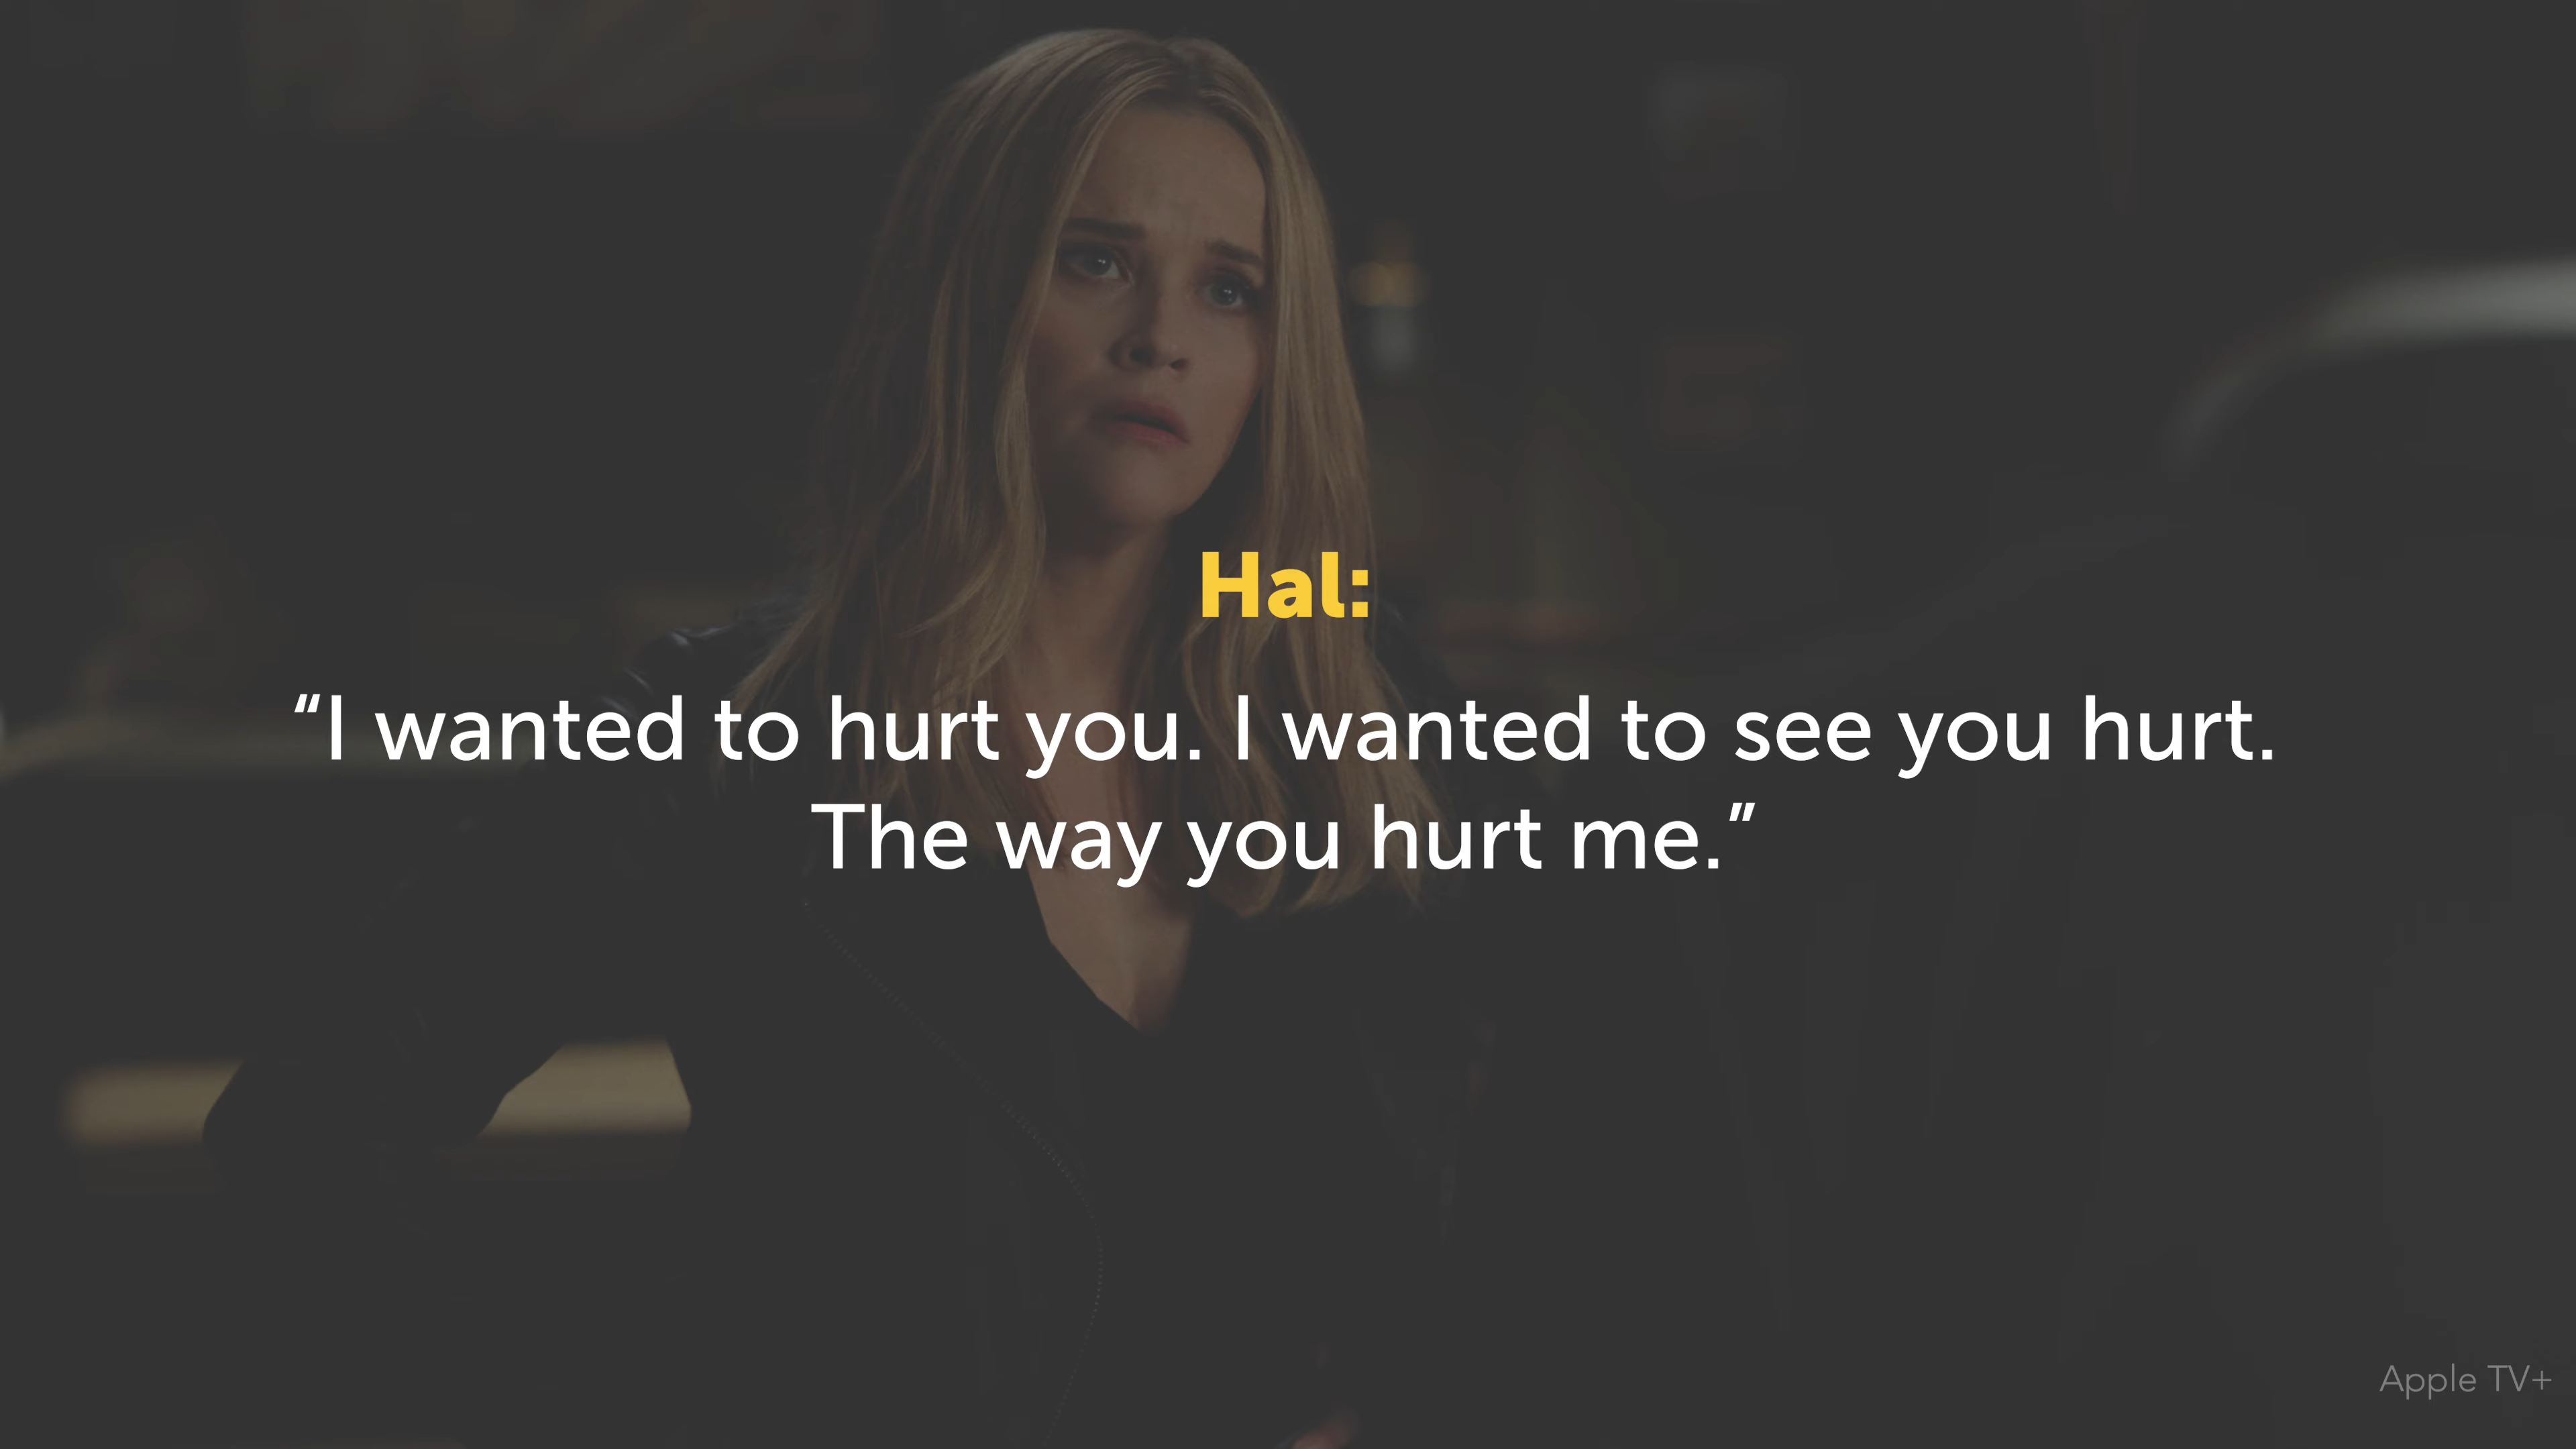 Hal:
“I wanted to hurt you. I wanted to see you hurt.
The way you hurt me.”
Apple TV+